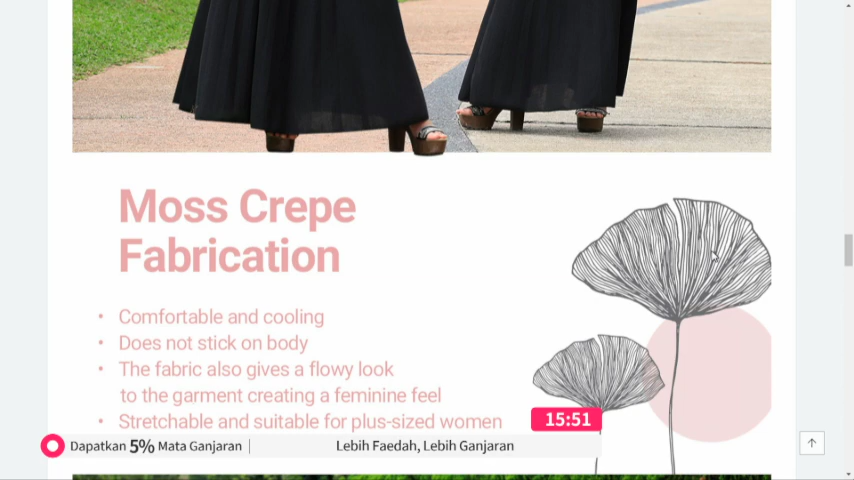 Moss Crepe
Fabrication
• Comfortable and cooling
• Does not stick on body
• The fabric also gives a flowy look
to the garment creating a feminine feel
• Stretchable and suitable for plus-sized women
15:51
Dapatkan 5% Mata Ganjaran | Lebih Faedah, Lebih Ganjaran